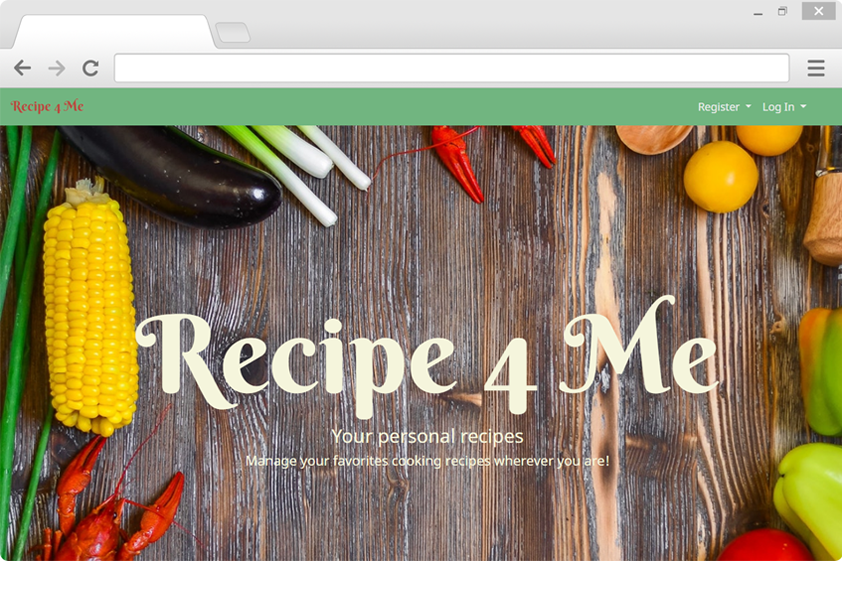 Recipe 4 Me
Register
Log In
Recipe 4 Me
Your personal recipes
Manage your favorites cooking recipes wherever you are!